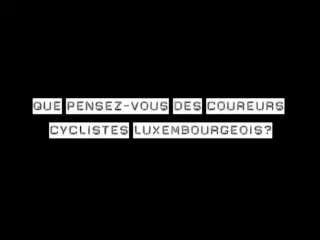 QUE PENSEZ-VOUS DES COUREURS
CYCLISTES LUXEMBOURGEOIS?